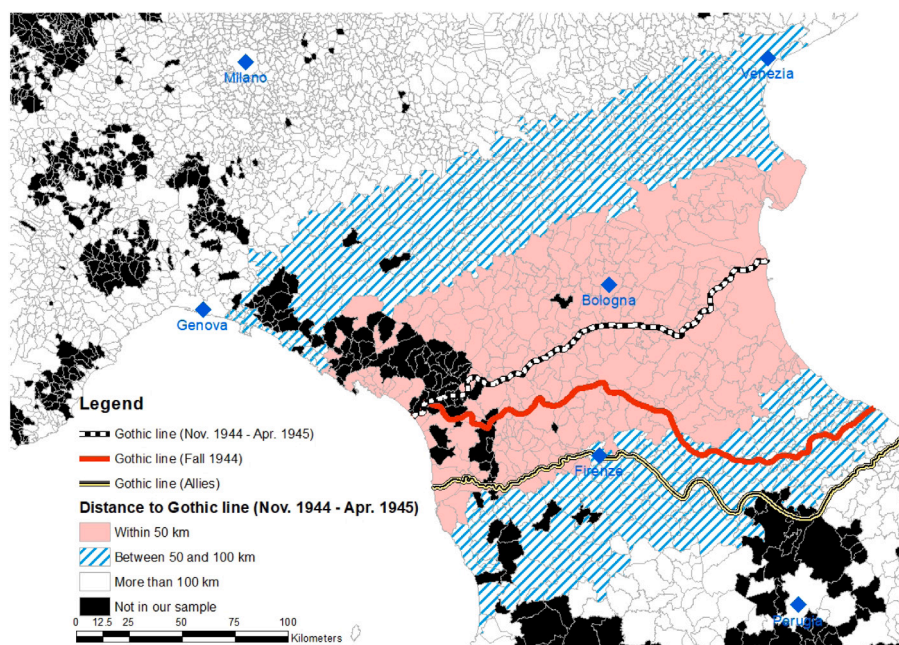 Milano
Venezia
Bologna
Genova
Legend
Gothic line (Nov. 1944 - Apr. 1945)
Gothic line (Fall 1944)
Gothic line (Allies)
Firenze
Distance to Gothic line (Nov. 1944 - Apr. 1945)
Within 50 km
Between 50 and 100 km
More than 100 km
Not in our sample
Perugia
0 12.5 25 50 75 100
Kilometers